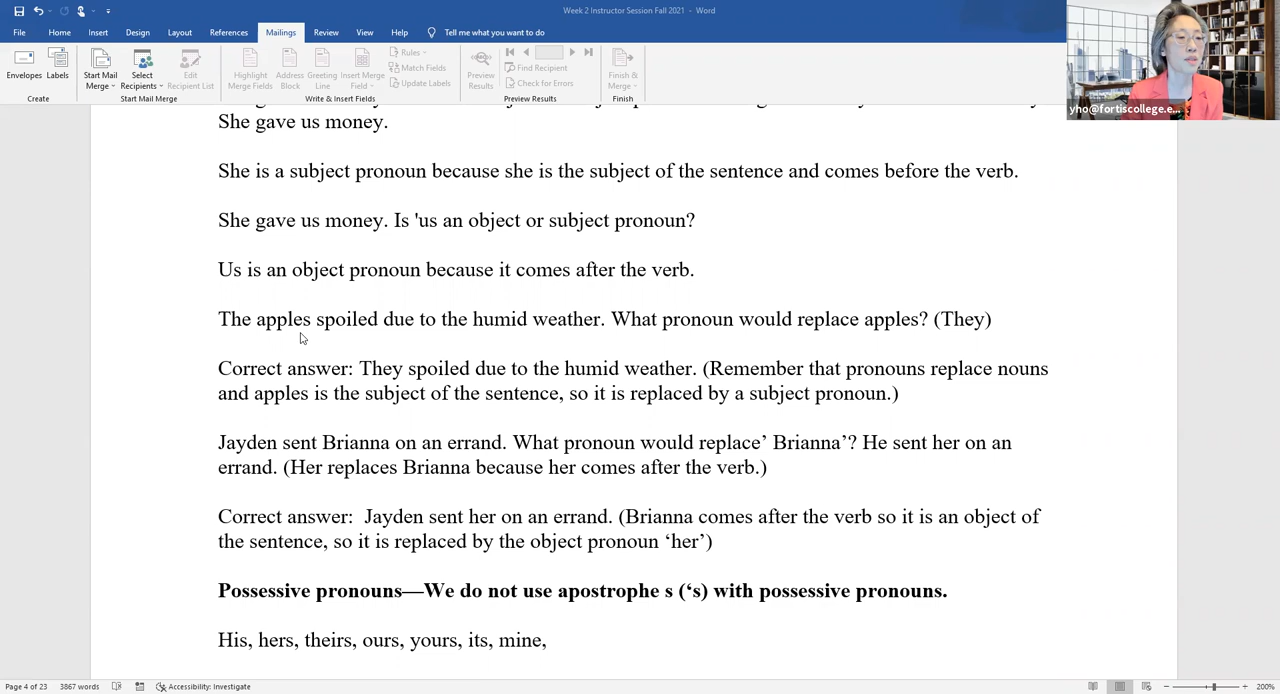 Week 2 Instructor Session Fall 2021 - Word
File Home Insert Design Layout References Mailings Review View Help Tell me what you want to do
Envelopes Labels
Create
Start Mail Merge Select Recipients Edit Recipient List
Start Mail Merge
Highlight Merge Fields Address Block Greeting Line Insert Merge Field
Rules
Match Fields
Update Labels
Write & Insert Fields
Preview Results
Find Recipient
Check for Errors
Preview Results
Finish & Merge
Finish
yho@fortiscollege.e...
She gave us money.
She is a subject pronoun because she is the subject of the sentence and comes before the verb.
She gave us money. Is 'us an object or subject pronoun?
Us is an object pronoun because it comes after the verb.
The apples spoiled due to the humid weather. What pronoun would replace apples? (They)
Correct answer: They spoiled due to the humid weather. (Remember that pronouns replace nouns
and apples is the subject of the sentence, so it is replaced by a subject pronoun.)
Jayden sent Brianna on an errand. What pronoun would replace’ Brianna’? He sent her on an
errand. (Her replaces Brianna because her comes after the verb.)
Correct answer:  Jayden sent her on an errand. (Brianna comes after the verb so it is an object of
the sentence, so it is replaced by the object pronoun ‘her’)
Possessive pronouns—We do not use apostrophe s (‘s) with possessive pronouns.
His, hers, theirs, ours, yours, its, mine,
Page 4 of 23 3867 words Accessibility: Investigate 200%